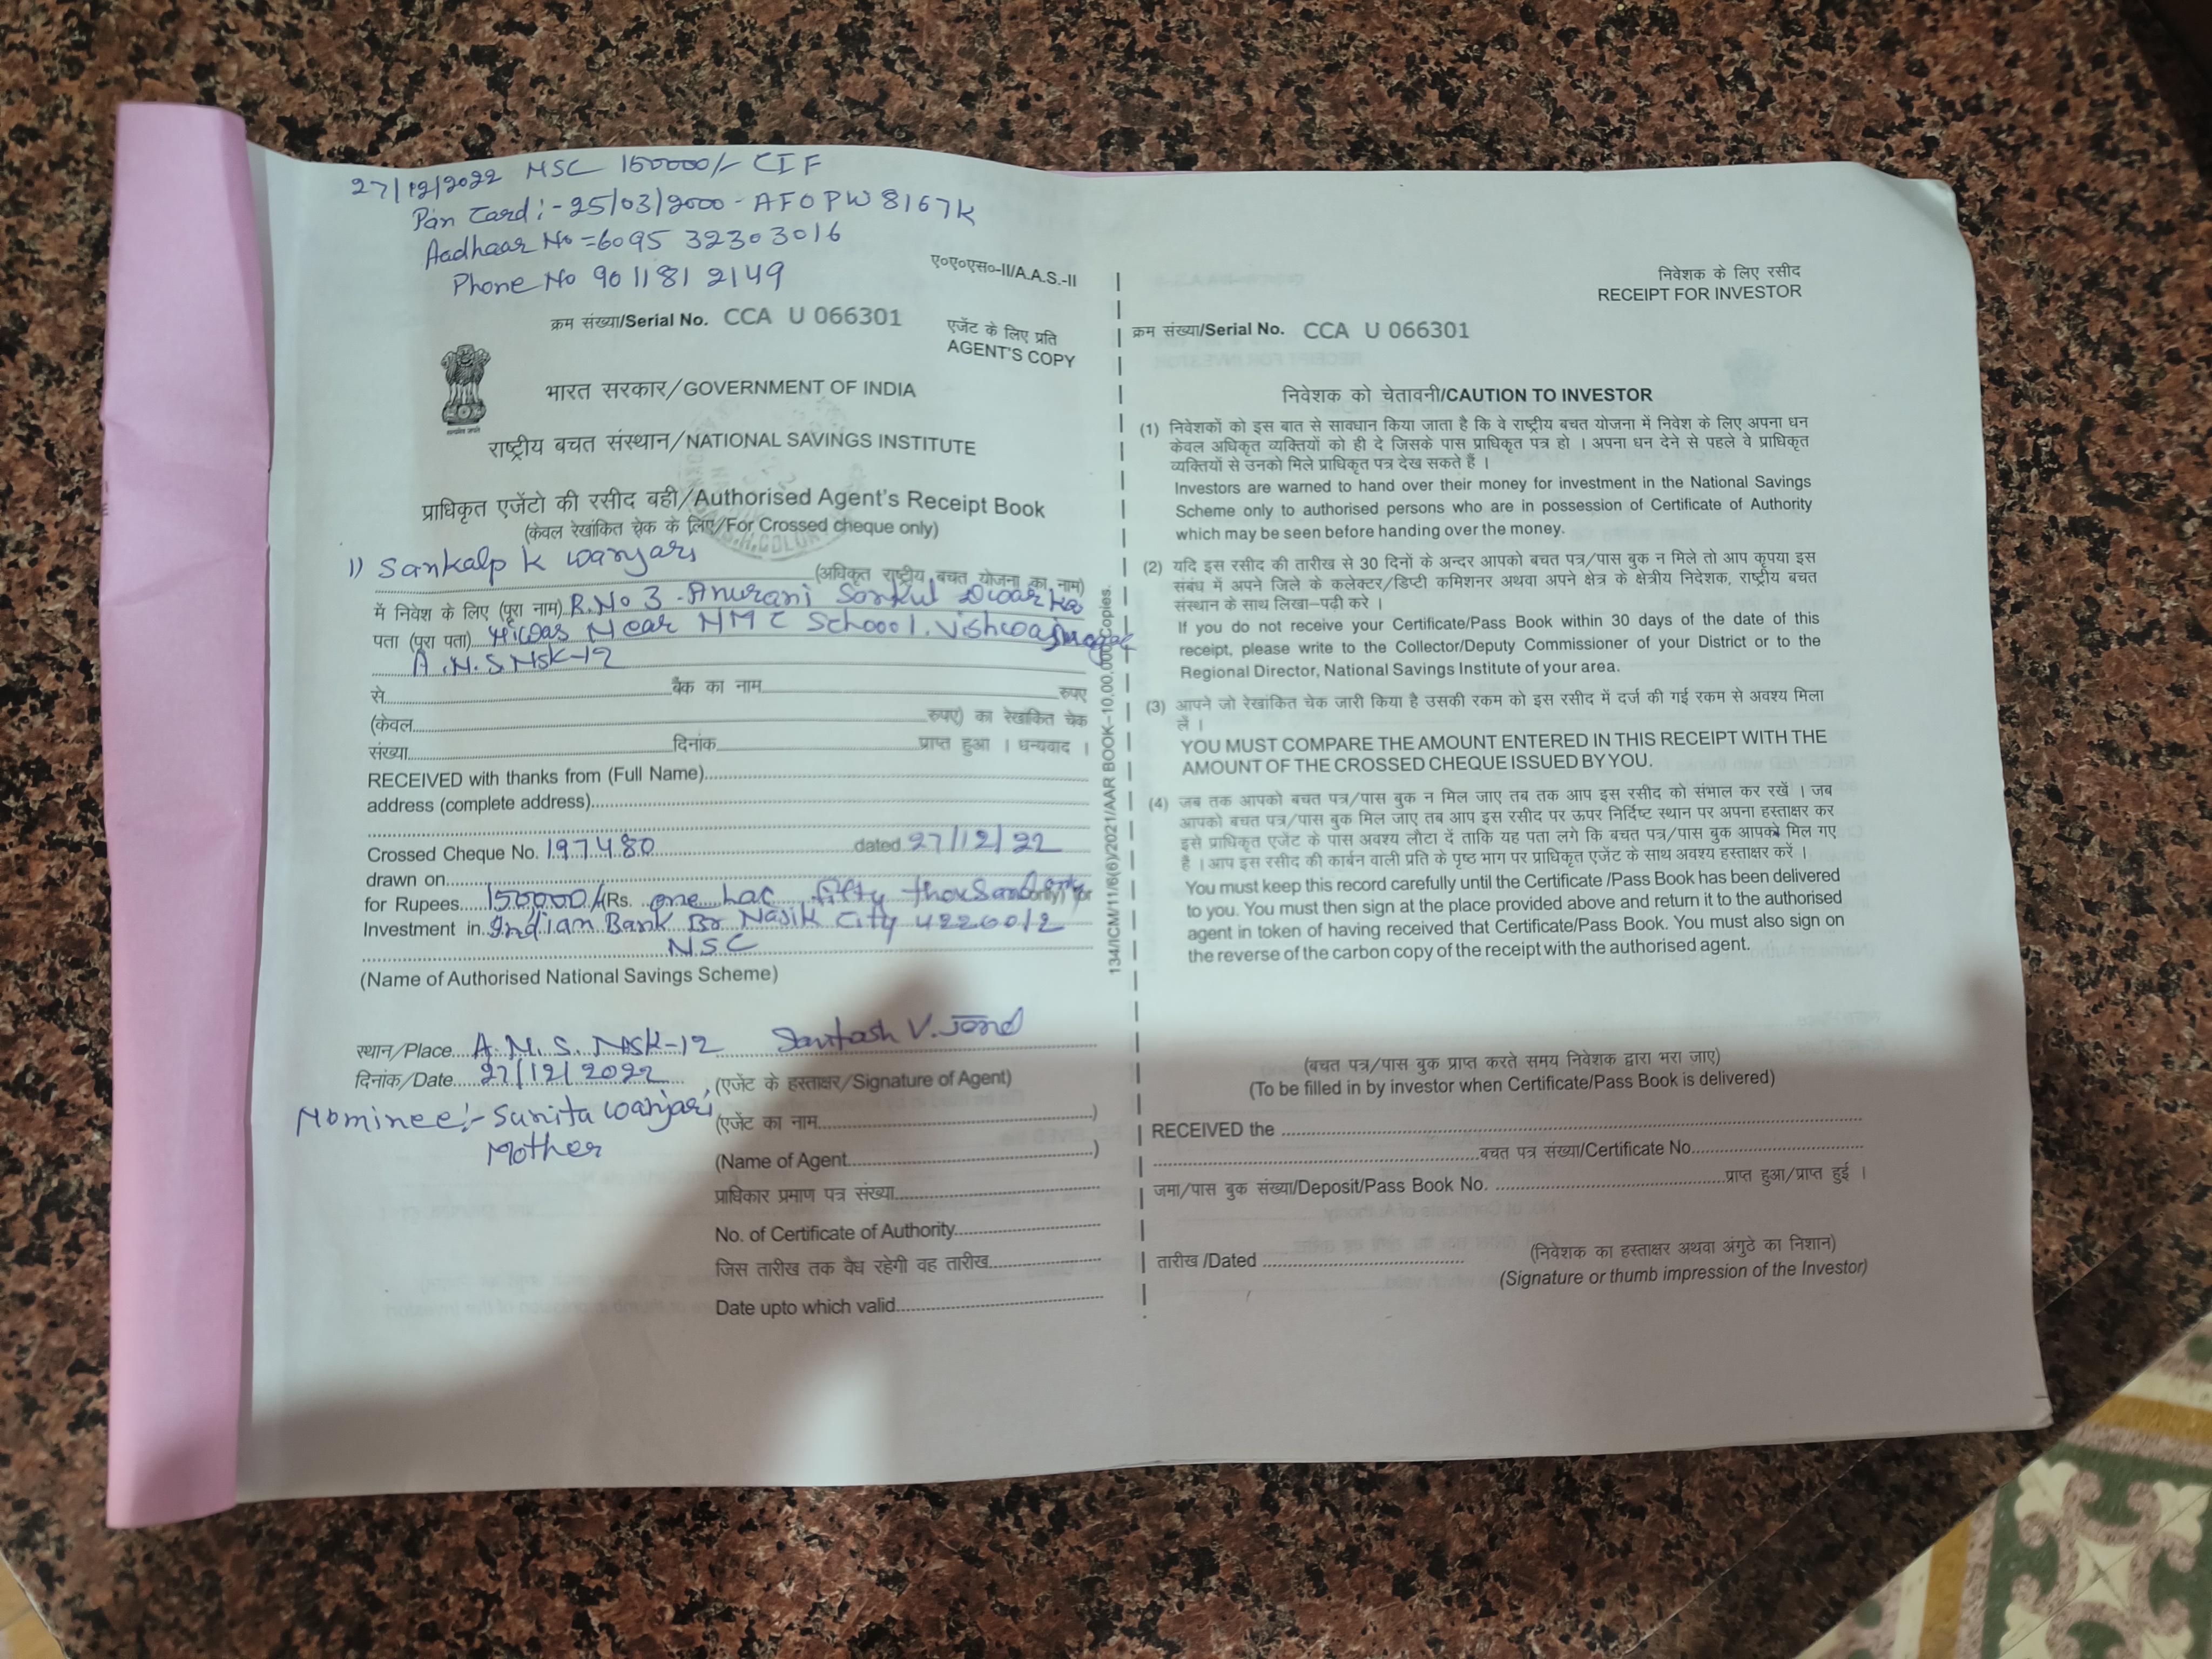 27/12/2022 NSC 150000/- CIF
Pan Card :- 25/03/2000 - AFOPW8167K
Aadhaar No = 6095 32303016
Phone No 901181 2149
ए०ए०एस०-II/A.A.S.-II
क्रम संख्या/Serial No. CCA U 066301
एजेंट के लिए प्रति
AGENT'S COPY
भारत सरकार/GOVERNMENT OF INDIA
राष्ट्रीय बचत संस्थान/NATIONAL SAVINGS INSTITUTE
प्राधिकृत एजेंटो की रसीद बही/Authorised Agent's Receipt Book
(केवल रेखांकित चेक के लिए/For Crossed cheque only)
1) Sankalp K Wanjari
(अधिकृत राष्ट्रीय बचत योजना का नाम)
में निवेश के लिए (पूरा नाम) R.No 3 - Anurani Sankul Dwarka
पता (पूरा पता) Niwas Near NMC School. Vishwasnagar
A.N.S. Nsk-12
से बैंक का नाम रुपए
(केवल रुपए) का रेखांकित चेक
संख्या दिनांक प्राप्त हुआ । धन्यवाद ।
RECEIVED with thanks from (Full Name)
address (complete address)
Crossed Cheque No. 197480 dated 27/12/22
drawn on
for Rupees 150000/-(Rs. one Lac fifty thousand only) for
Investment in Indian Bank Br Nasik City 4220012
NSC
(Name of Authorised National Savings Scheme)
स्थान/Place A.N.S. Nsk-12 Santosh V.
दिनांक/Date 27/12/2022 (एजेंट के हस्ताक्षर/Signature of Agent)
Nominee :- Sunita Wanjari
Mother
(एजेंट का नाम )
(Name of Agent )
प्राधिकार प्रमाण पत्र संख्या
No. of Certificate of Authority
जिस तारीख तक वैध रहेगी वह तारीख
Date upto which valid
134/ICM/11/6(6)/2021/AAR BOOK-10,00,000 Copies.
निवेशक के लिए रसीद
RECEIPT FOR INVESTOR
क्रम संख्या/Serial No. CCA U 066301
निवेशक को चेतावनी/CAUTION TO INVESTOR
(1) निवेशकों को इस बात से सावधान किया जाता है कि वे राष्ट्रीय बचत योजना में निवेश के लिए अपना धन
केवल अधिकृत व्यक्तियों को ही दे जिसके पास प्राधिकृत पत्र हो । अपना धन देने से पहले वे प्राधिकृत
व्यक्तियों से उनको मिले प्राधिकृत पत्र देख सकते हैं ।
Investors are warned to hand over their money for investment in the National Savings
Scheme only to authorised persons who are in possession of Certificate of Authority
which may be seen before handing over the money.
(2) यदि इस रसीद की तारीख से 30 दिनों के अन्दर आपको बचत पत्र/पास बुक न मिले तो आप कृपया इस
संबंध में अपने जिले के कलेक्टर/डिप्टी कमिशनर अथवा अपने क्षेत्र के क्षेत्रीय निदेशक, राष्ट्रीय बचत
संस्थान के साथ लिखा-पढ़ी करे ।
If you do not receive your Certificate/Pass Book within 30 days of the date of this
receipt, please write to the Collector/Deputy Commissioner of your District or to the
Regional Director, National Savings Institute of your area.
(3) आपने जो रेखांकित चेक जारी किया है उसकी रकम को इस रसीद में दर्ज की गई रकम से अवश्य मिला
लें ।
YOU MUST COMPARE THE AMOUNT ENTERED IN THIS RECEIPT WITH THE
AMOUNT OF THE CROSSED CHEQUE ISSUED BY YOU.
(4) जब तक आपको बचत पत्र/पास बुक न मिल जाए तब तक आप इस रसीद को संभाल कर रखें । जब
आपको बचत पत्र/पास बुक मिल जाए तब आप इस रसीद पर ऊपर निर्दिष्ट स्थान पर अपना हस्ताक्षर कर
इसे प्राधिकृत एजेंट के पास अवश्य लौटा दें ताकि यह पता लगे कि बचत पत्र/पास बुक आपको मिल गए
है । आप इस रसीद की कार्बन वाली प्रति के पृष्ठ भाग पर प्राधिकृत एजेंट के साथ अवश्य हस्ताक्षर करें ।
You must keep this record carefully until the Certificate /Pass Book has been delivered
to you. You must then sign at the place provided above and return it to the authorised
agent in token of having received that Certificate/Pass Book. You must also sign on
the reverse of the carbon copy of the receipt with the authorised agent.
(बचत पत्र/पास बुक प्राप्त करते समय निवेशक द्वारा भरा जाए)
(To be filled in by investor when Certificate/Pass Book is delivered)
RECEIVED the
बचत पत्र संख्या/Certificate No.
जमा/पास बुक संख्या/Deposit/Pass Book No. प्राप्त हुआ/प्राप्त हुई ।
तारीख /Dated (निवेशक का हस्ताक्षर अथवा अंगुठे का निशान)
(Signature or thumb impression of the Investor)